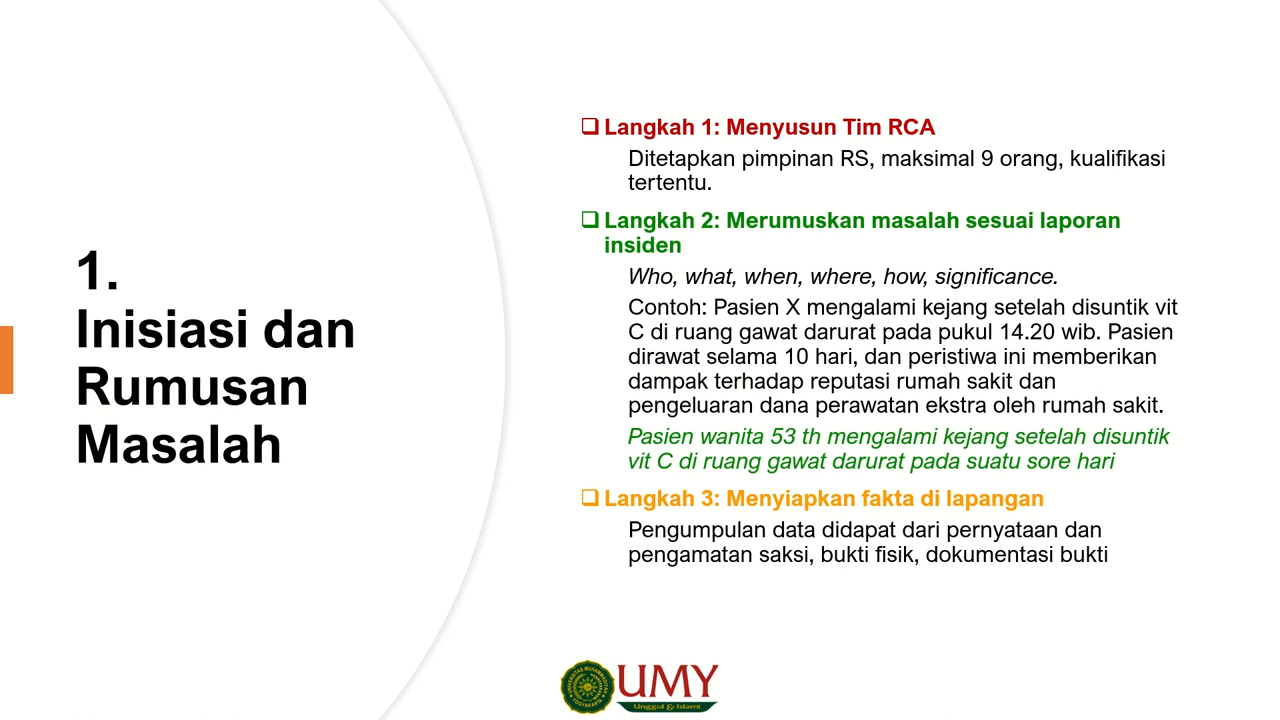 1.
Inisiasi dan
Rumusan
Masalah
Langkah 1: Menyusun Tim RCA
Ditetapkan pimpinan RS, maksimal 9 orang, kualifikasi
tertentu.
Langkah 2: Merumuskan masalah sesuai laporan
insiden
Who, what, when, where, how, significance.
Contoh: Pasien X mengalami kejang setelah disuntik vit
C di ruang gawat darurat pada pukul 14.20 wib. Pasien
dirawat selama 10 hari, dan peristiwa ini memberikan
dampak terhadap reputasi rumah sakit dan
pengeluaran dana perawatan ekstra oleh rumah sakit.
Pasien wanita 53 th mengalami kejang setelah disuntik
vit C di ruang gawat darurat pada suatu sore hari
Langkah 3: Menyiapkan fakta di lapangan
Pengumpulan data didapat dari pernyataan dan
pengamatan saksi, bukti fisik, dokumentasi bukti
UMY
Unggul & Islami